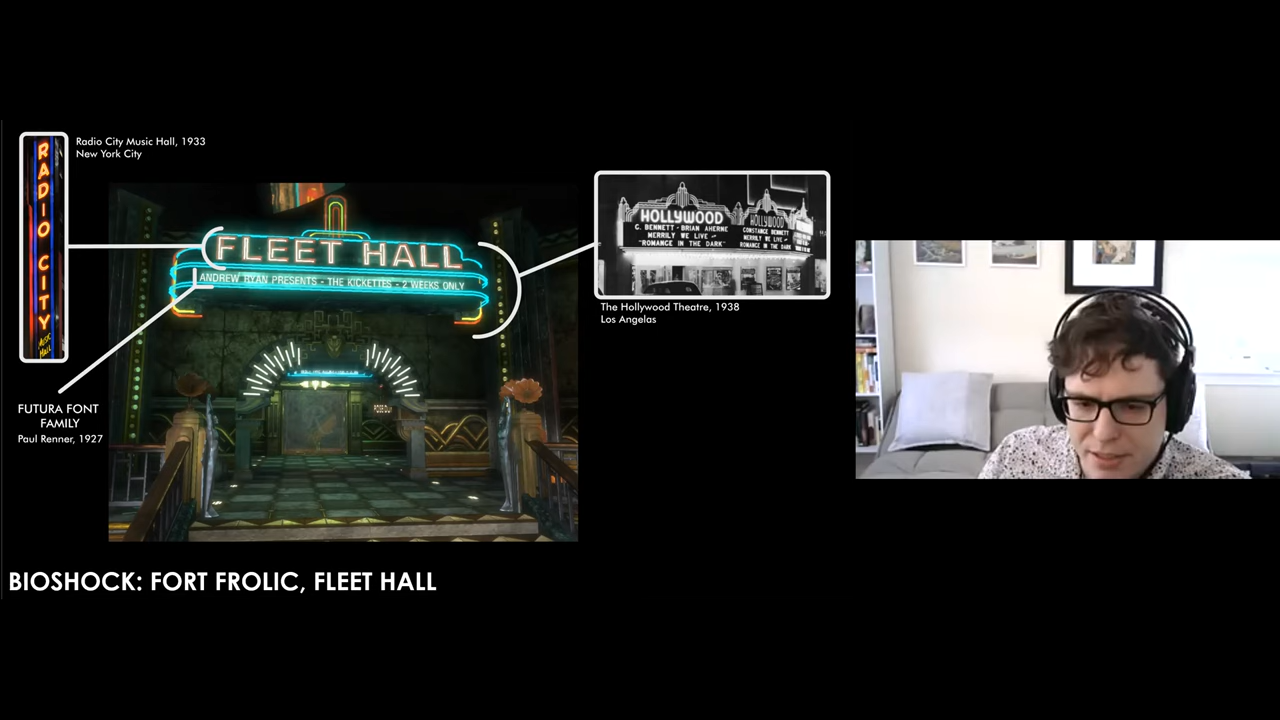 RADIO CITY MUSIC HALL
Radio City Music Hall, 1933
New York City
FLEET HALL
ANDREW RYAN PRESENTS - THE KICKETTES - 2 WEEKS ONLY
HOLLYWOOD
G. BENNETT - BRIAN AHERNE
MERRILY WE LIVE -
"ROMANCE IN THE DARK"
HOLLYWOOD
CONSTANCE BENNETT
MERRILY WE LIVE -
ROMANCE IN THE DARK
The Hollywood Theatre, 1938
Los Angelas
FUTURA FONT
FAMILY
Paul Renner, 1927
BIOSHOCK: FORT FROLIC, FLEET HALL